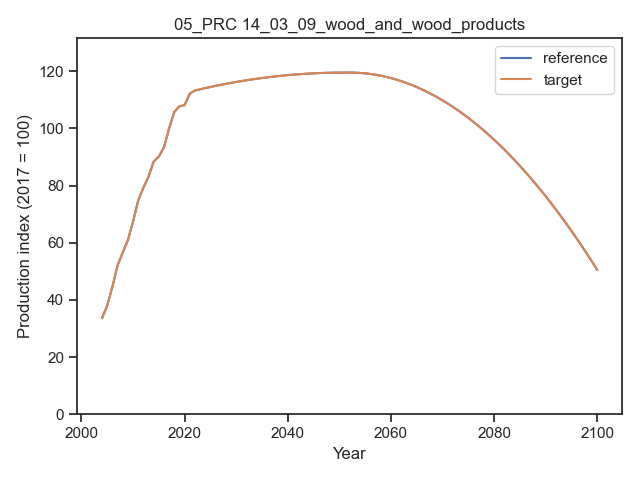 05_PRC 14_03_09_wood_and_wood_products
reference
target
Production index (2017 = 100)
120
100
80
60
40
20
0
2000 2020 2040 2060 2080 2100
Year